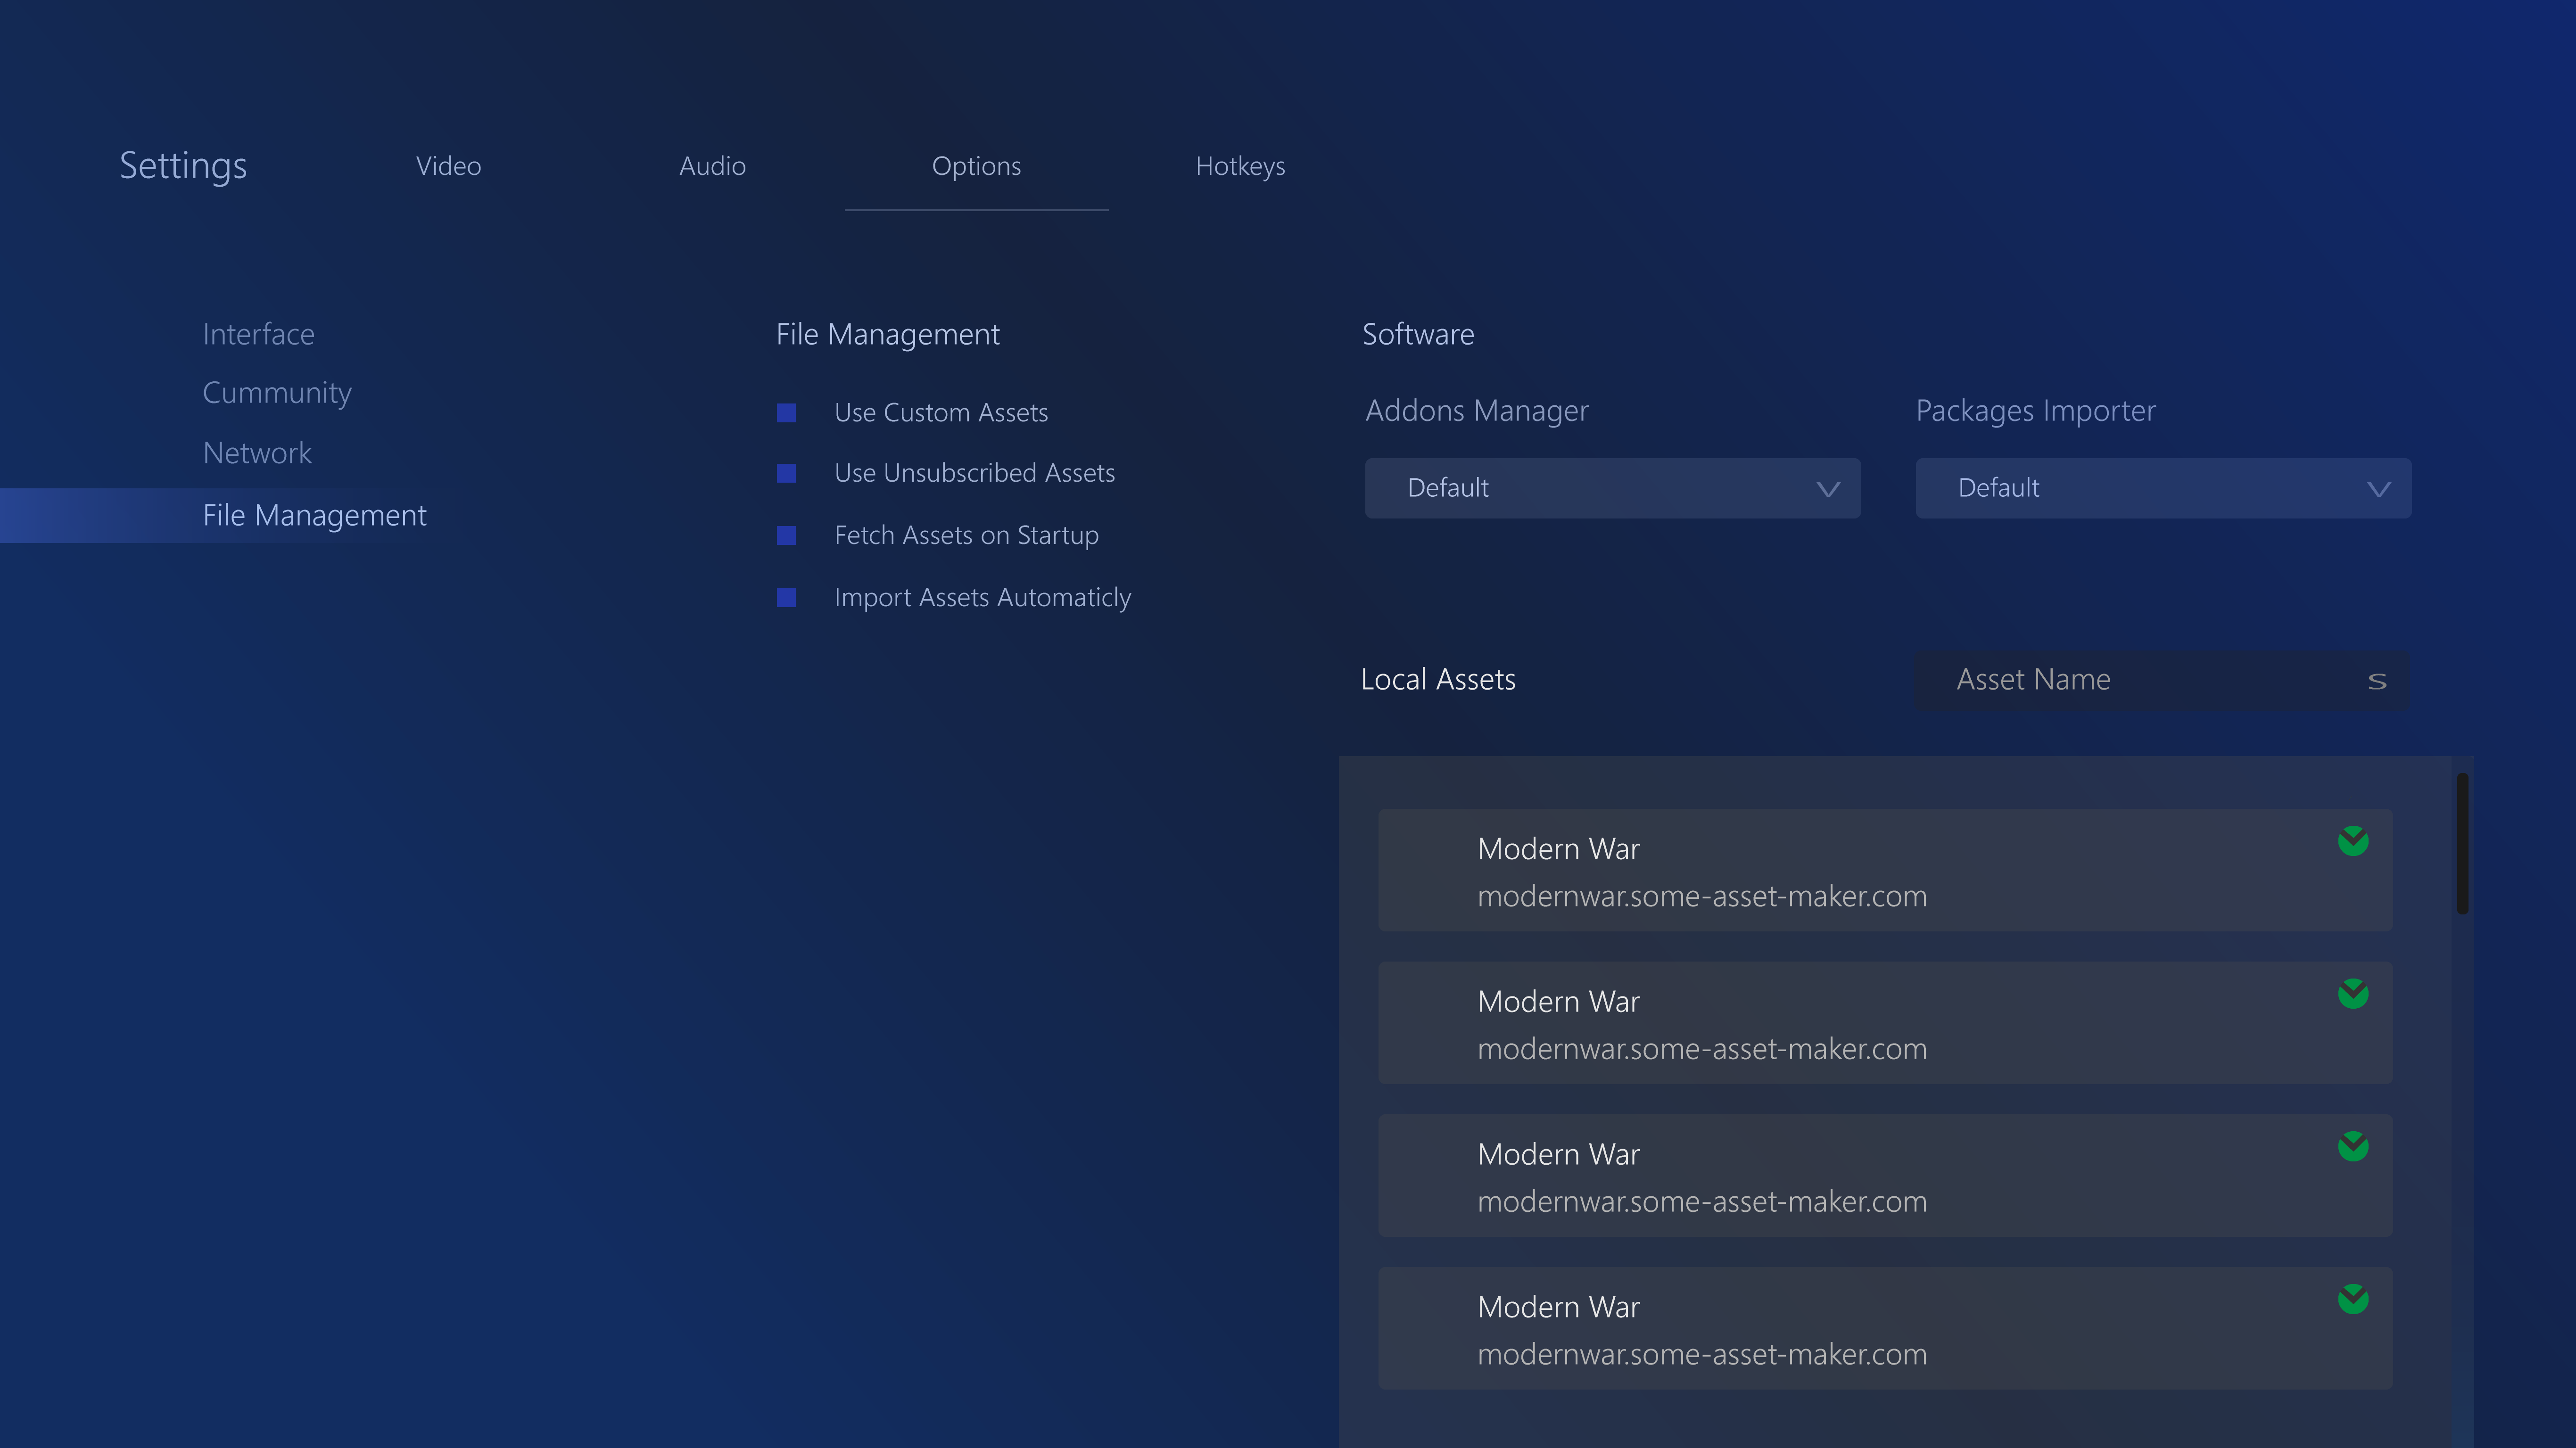 Settings
Video
Audio
Options
Hotkeys
Interface
Cummunity
Network
File Management
File Management
Use Custom Assets
Use Unsubscribed Assets
Fetch Assets on Startup
Import Assets Automaticly
Software
Addons Manager
Packages Importer
Default
Default
Local Assets
Asset Name
S
Modern War
modernwar.some-asset-maker.com
Modern War
modernwar.some-asset-maker.com
Modern War
modernwar.some-asset-maker.com
Modern War
modernwar.some-asset-maker.com